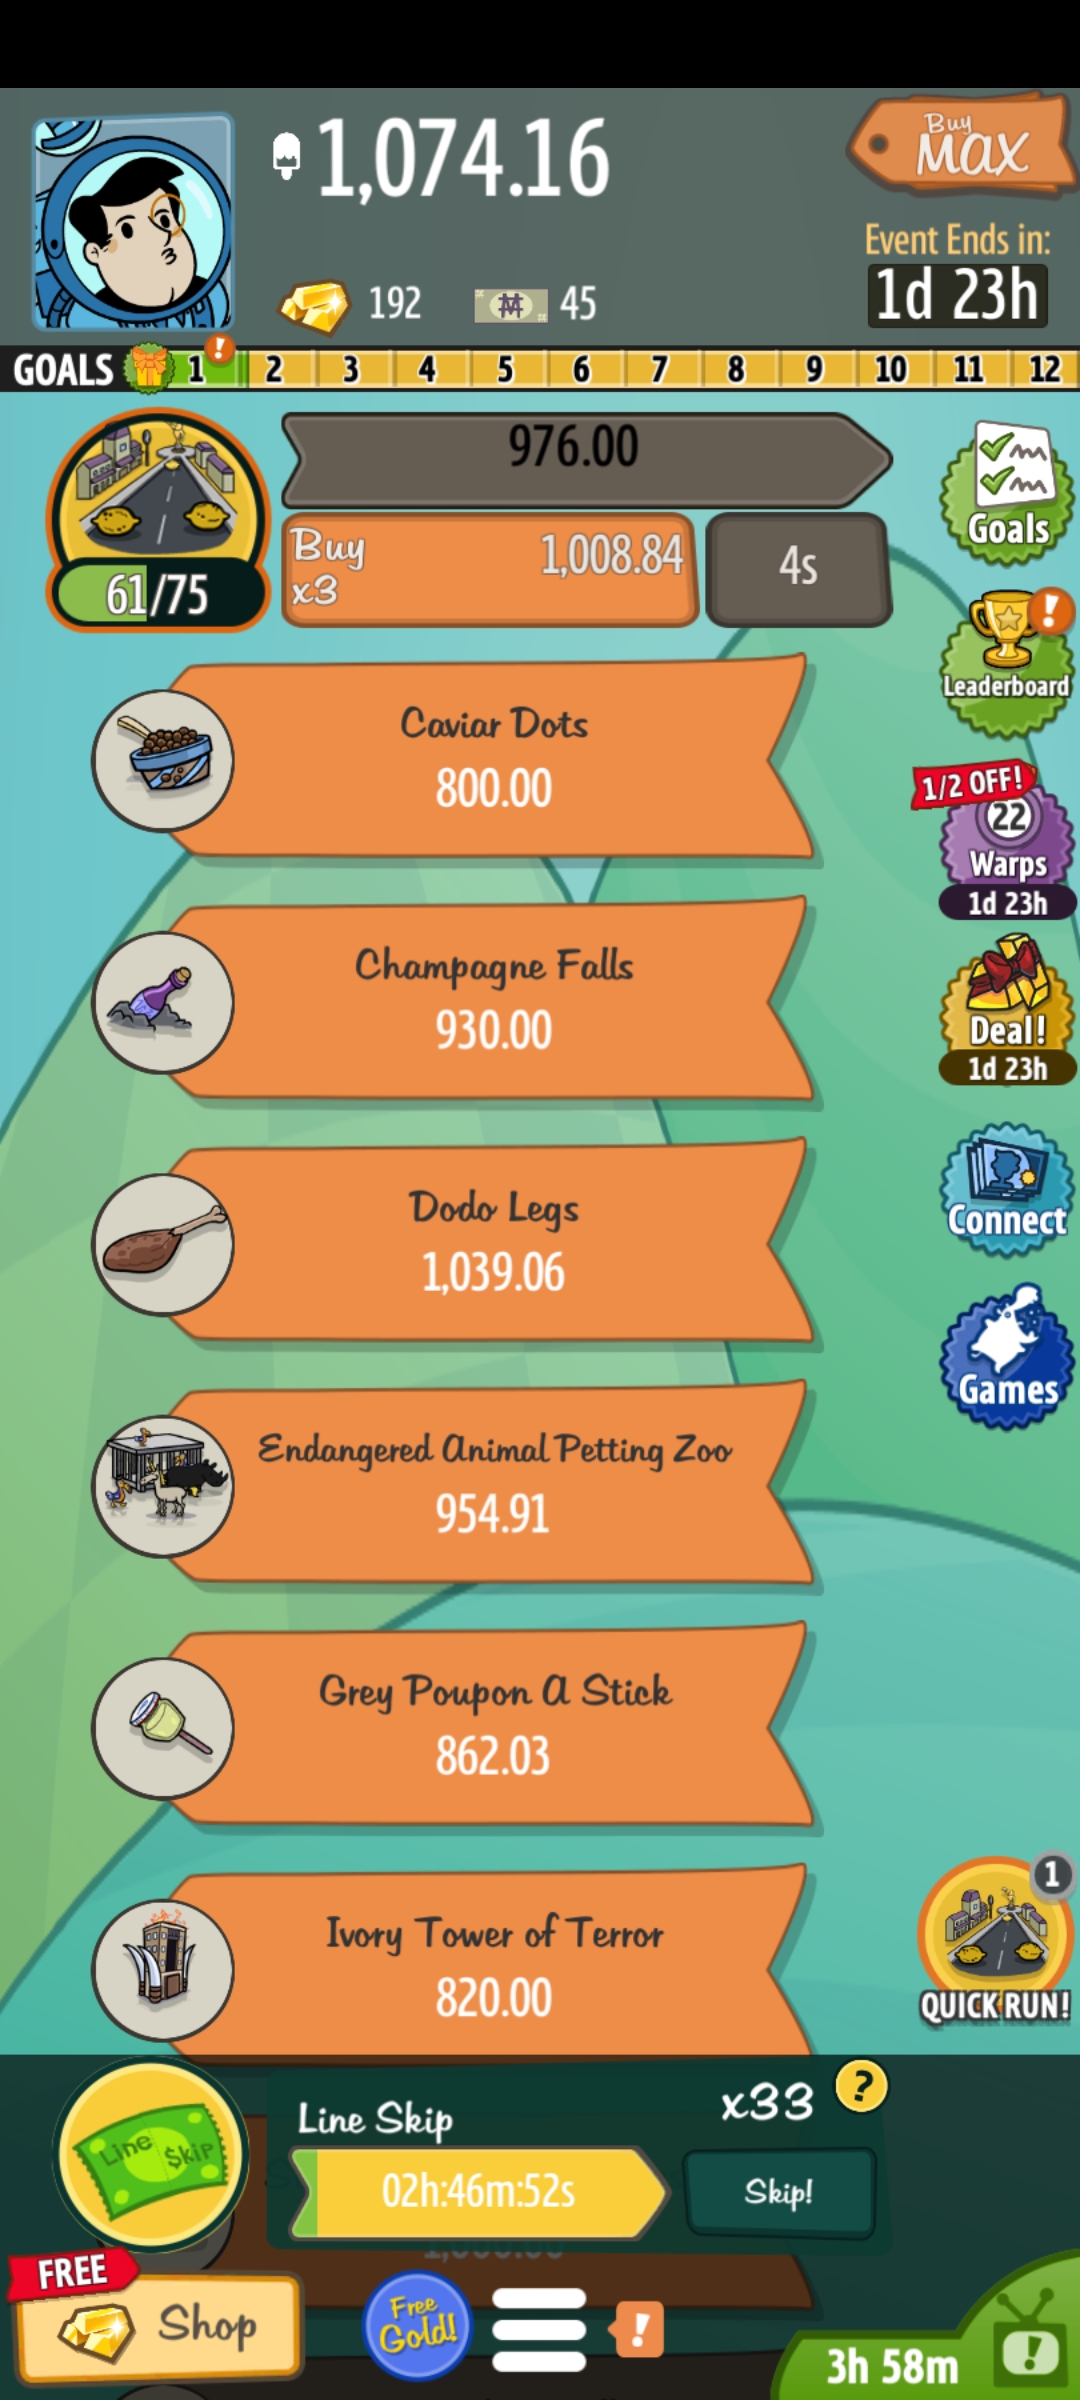 1,074.16
Buy
MAX
Event Ends in:
1d 23h
192
45
GOALS 1 ! 2 3 4 5 6 7 8 9 10 11 12
976.00
Buy
x3
1,008.84
4s
61/75
Goals
!
Leaderboard
Caviar Dots
800.00
1/2 OFF!
22
Warps
1d 23h
Champagne Falls
930.00
Deal!
1d 23h
Dodo Legs
1,039.06
Connect
Games
Endangered Animal Petting Zoo
954.91
Grey Poupon A Stick
862.03
Ivory Tower of Terror
820.00
1
QUICK RUN!
Line Skip
Line Skip
x33
?
02h:46m:52s
Skip!
FREE
Shop
Free
Gold!
!
3h 58m
!